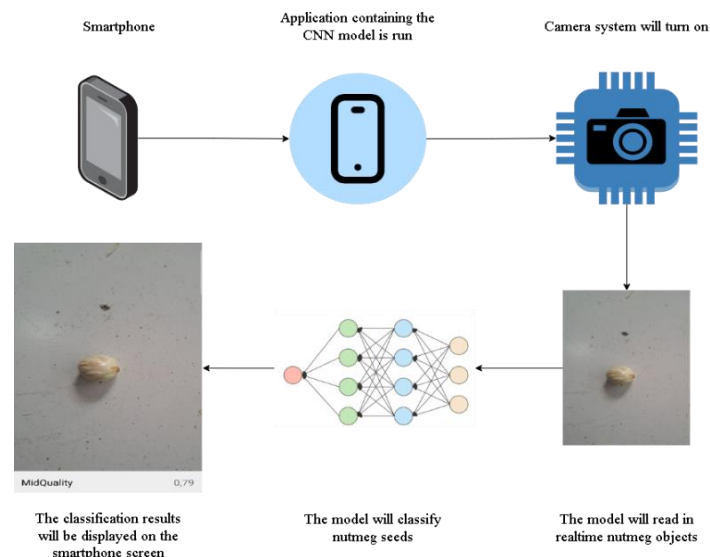 Smartphone
Application containing the
CNN model is run
Camera system will turn on
MidQuality 0,79
The classification results
will be displayed on the
smartphone screen
The model will classify
nutmeg seeds
The model will read in
realtime nutmeg objects